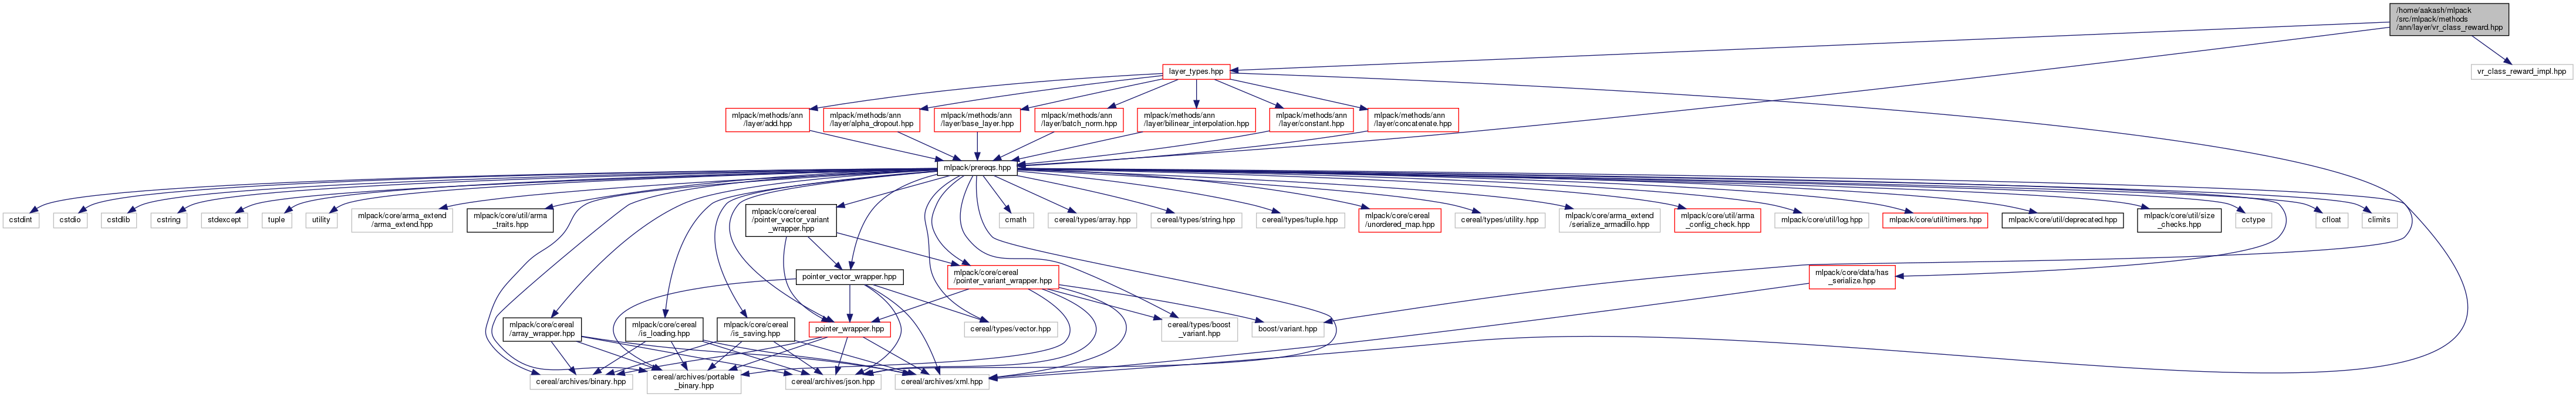 /home/aakash/mlpack
/src/mlpack/methods
/ann/layer/vr_class_reward.hpp
layer_types.hpp
vr_class_reward_impl.hpp
mlpack/methods/ann
/layer/add.hpp
mlpack/methods/ann
/layer/alpha_dropout.hpp
mlpack/methods/ann
/layer/base_layer.hpp
mlpack/methods/ann
/layer/batch_norm.hpp
mlpack/methods/ann
/layer/bilinear_interpolation.hpp
mlpack/methods/ann
/layer/constant.hpp
mlpack/methods/ann
/layer/concatenate.hpp
mlpack/prereqs.hpp
cstdint
cstdio
cstdlib
cstring
stdexcept
tuple
utility
mlpack/core/arma_extend
/arma_extend.hpp
mlpack/core/util/arma
_traits.hpp
mlpack/core/cereal
/pointer_vector_variant
_wrapper.hpp
cmath
cereal/types/array.hpp
cereal/types/string.hpp
cereal/types/tuple.hpp
mlpack/core/cereal
/unordered_map.hpp
cereal/types/utility.hpp
mlpack/core/arma_extend
/serialize_armadillo.hpp
mlpack/core/util/arma
_config_check.hpp
mlpack/core/util/log.hpp
mlpack/core/util/timers.hpp
mlpack/core/util/deprecated.hpp
mlpack/core/util/size
_checks.hpp
cctype
cfloat
climits
pointer_vector_wrapper.hpp
mlpack/core/cereal
/pointer_variant_wrapper.hpp
mlpack/core/data/has
_serialize.hpp
mlpack/core/cereal
/array_wrapper.hpp
mlpack/core/cereal
/is_loading.hpp
mlpack/core/cereal
/is_saving.hpp
pointer_wrapper.hpp
cereal/types/vector.hpp
cereal/types/boost
_variant.hpp
boost/variant.hpp
cereal/archives/binary.hpp
cereal/archives/portable
_binary.hpp
cereal/archives/json.hpp
cereal/archives/xml.hpp